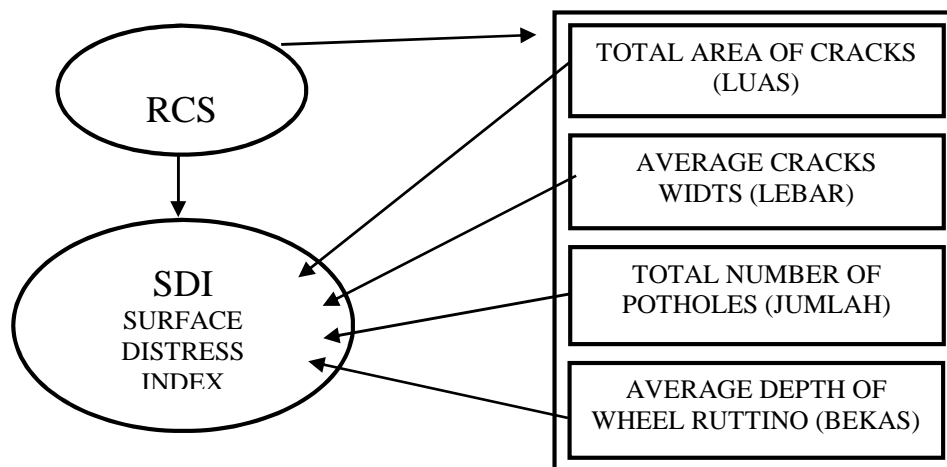 RCS
SDI
SURFACE
DISTRESS
INDEX
TOTAL AREA OF CRACKS
(LUAS)
AVERAGE CRACKS
WIDTS (LEBAR)
TOTAL NUMBER OF
POTHOLES (JUMLAH)
AVERAGE DEPTH OF
WHEEL RUTTINO (BEKAS)